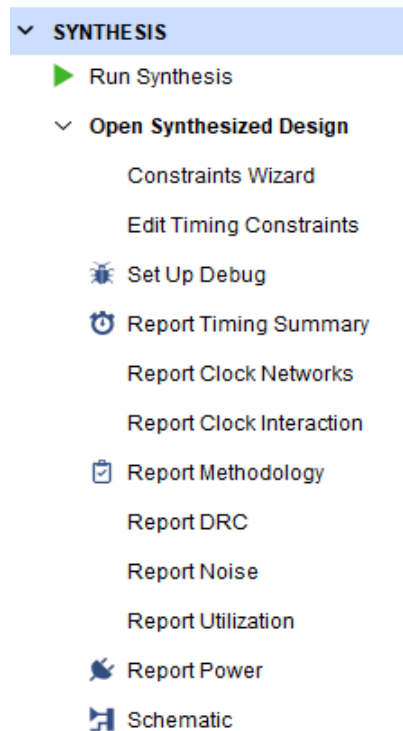 SYNTHESIS
Run Synthesis
Open Synthesized Design
Constraints Wizard
Edit Timing Constraints
Set Up Debug
Report Timing Summary
Report Clock Networks
Report Clock Interaction
Report Methodology
Report DRC
Report Noise
Report Utilization
Report Power
Schematic